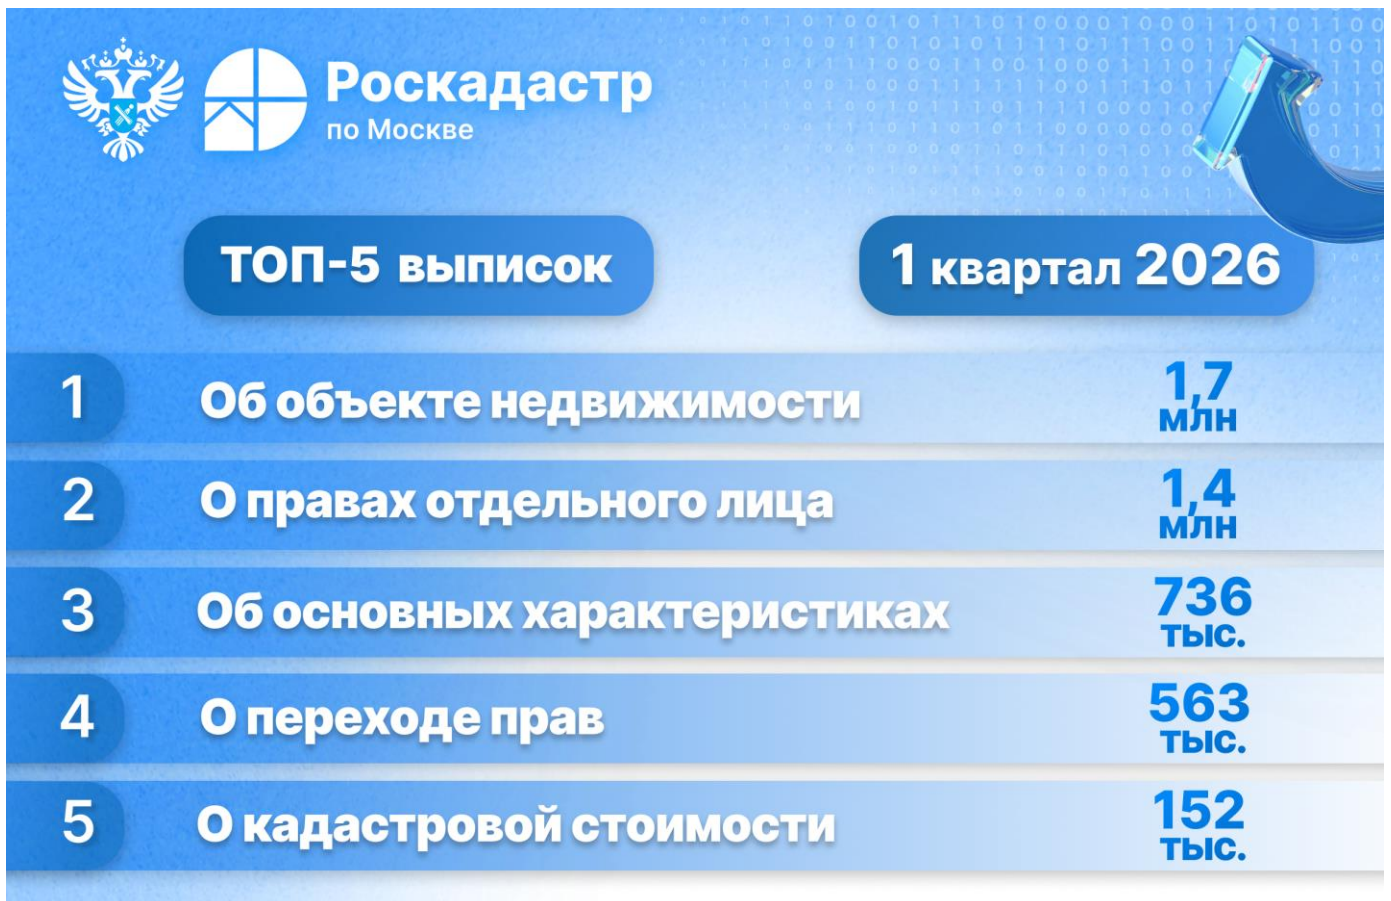 Роскадастр
по Москве
ТОП-5 выписок
1 квартал 2026
1 Об объекте недвижимости 1,7 млн
2 О правах отдельного лица 1,4 млн
3 Об основных характеристиках 736 тыс.
4 О переходе прав 563 тыс.
5 О кадастровой стоимости 152 тыс.